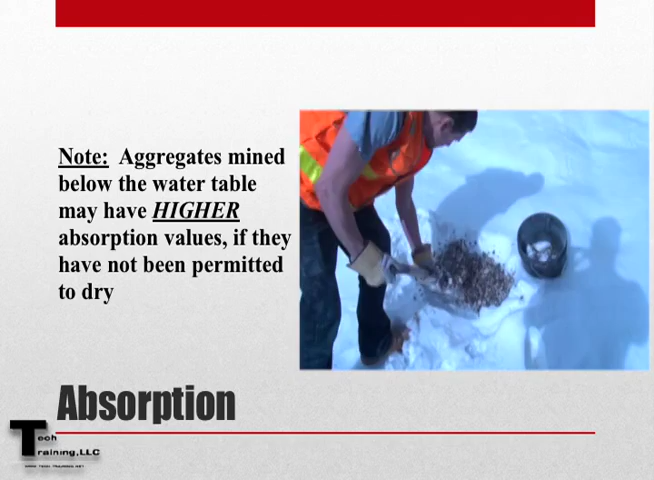 Note: Aggregates mined
below the water table
may have HIGHER
absorption values, if they
have not been permitted
to dry
Absorption
Tech
Training,LLC